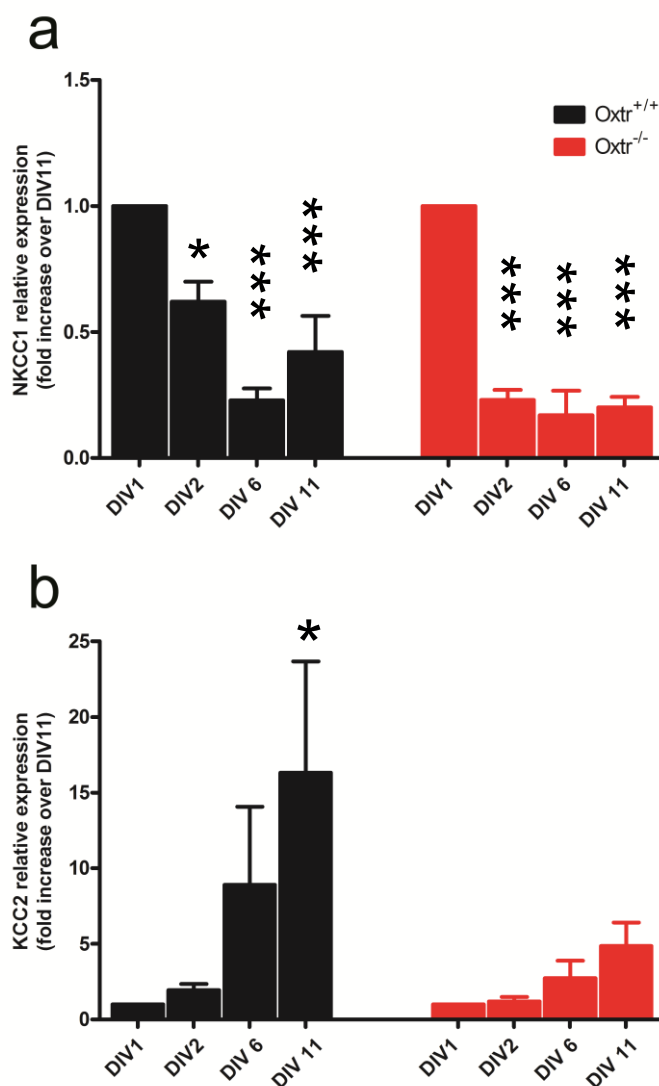 a
NKCC1 relative expression
(fold increase over DIV11)
1.5
1.0
0.5
0.0
Oxtr+/+
Oxtr-/-
*
***
***
***
***
***
DIV1
DIV2
DIV 6
DIV 11
DIV1
DIV2
DIV 6
DIV 11
b
KCC2 relative expression
(fold increase over DIV11)
25
20
15
10
5
0
*
DIV1
DIV2
DIV 6
DIV 11
DIV1
DIV2
DIV 6
DIV 11